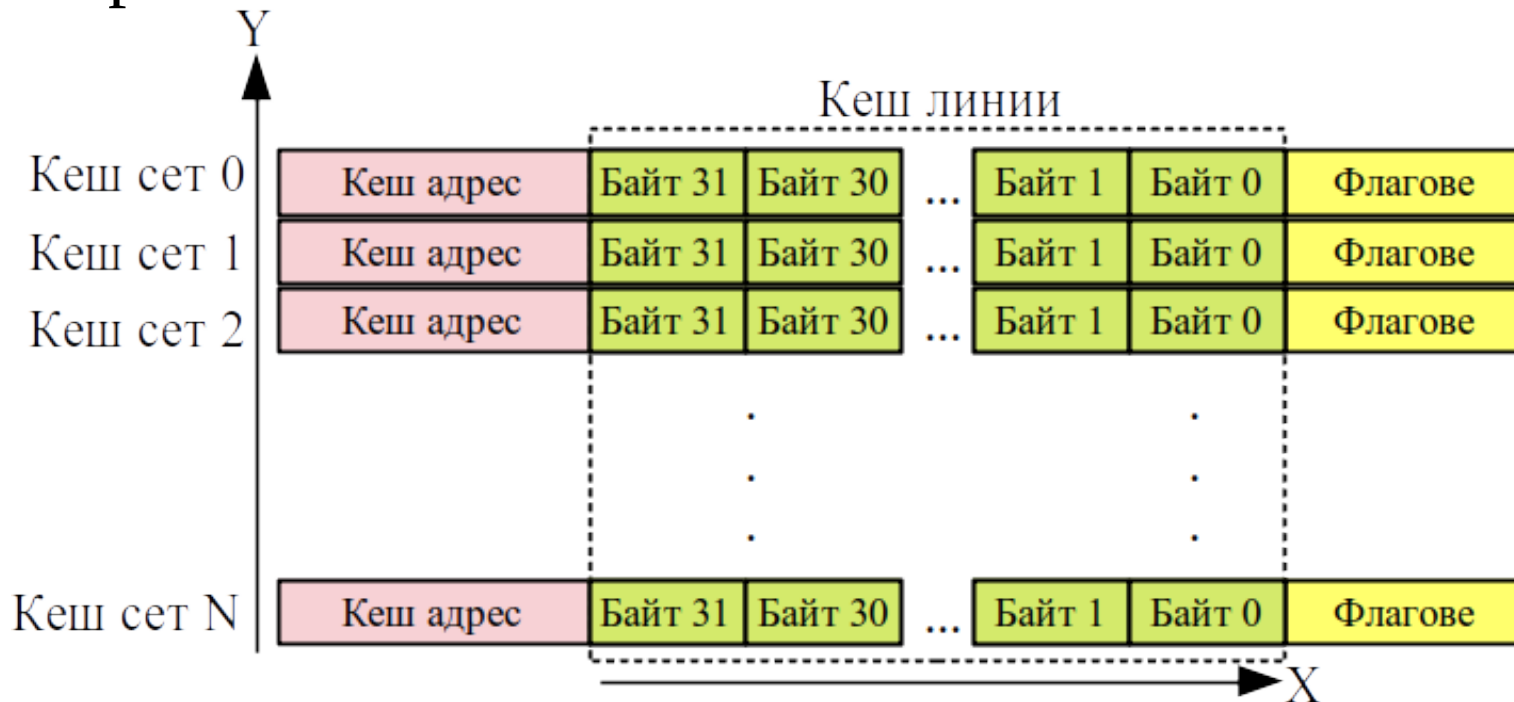 Y
Кеш линии
Кеш сет 0 Кеш адрес Байт 31 Байт 30 ... Байт 1 Байт 0 Флагове
Кеш сет 1 Кеш адрес Байт 31 Байт 30 ... Байт 1 Байт 0 Флагове
Кеш сет 2 Кеш адрес Байт 31 Байт 30 ... Байт 1 Байт 0 Флагове
Кеш сет N Кеш адрес Байт 31 Байт 30 ... Байт 1 Байт 0 Флагове
X